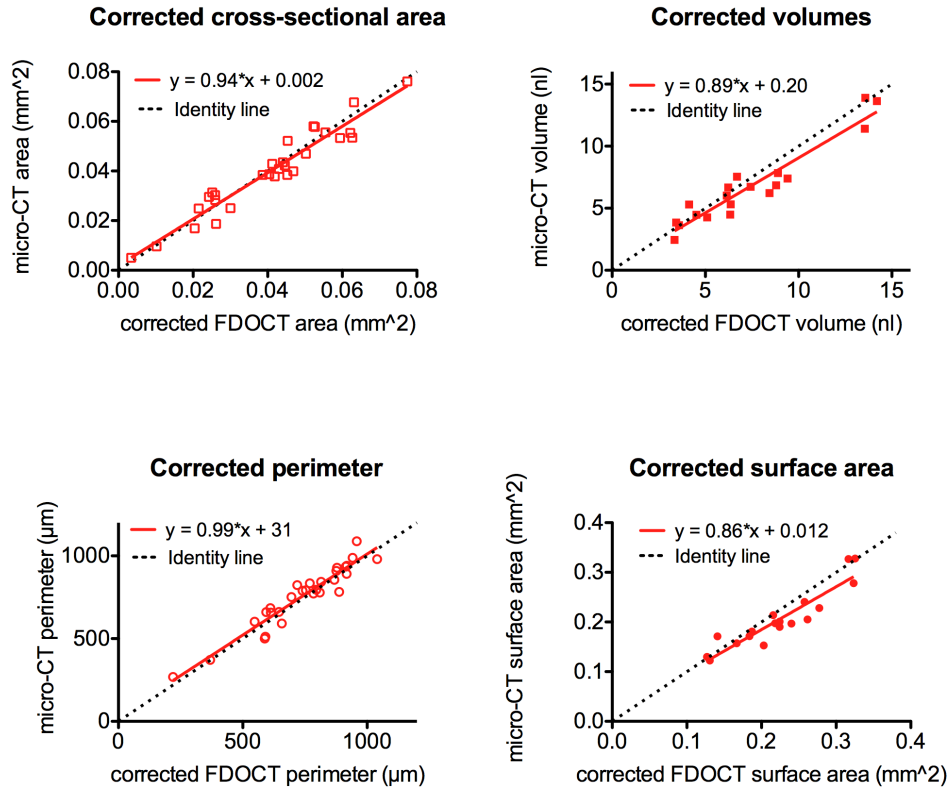 Corrected cross-sectional area
y = 0.94*x + 0.002
Identity line
micro-CT area (mm^2)
0.08
0.06
0.04
0.02
0.00
0.00 0.02 0.04 0.06 0.08
corrected FDOCT area (mm^2)
Corrected volumes
y = 0.89*x + 0.20
Identity line
micro-CT volume (nl)
15
10
5
0
0 5 10 15
corrected FDOCT volume (nl)
Corrected perimeter
y = 0.99*x + 31
Identity line
micro-CT perimeter (µm)
1000
500
0
0 500 1000
corrected FDOCT perimeter (µm)
Corrected surface area
y = 0.86*x + 0.012
Identity line
micro-CT surface area (mm^2)
0.4
0.3
0.2
0.1
0.0
0.0 0.1 0.2 0.3 0.4
corrected FDOCT surface area (mm^2)